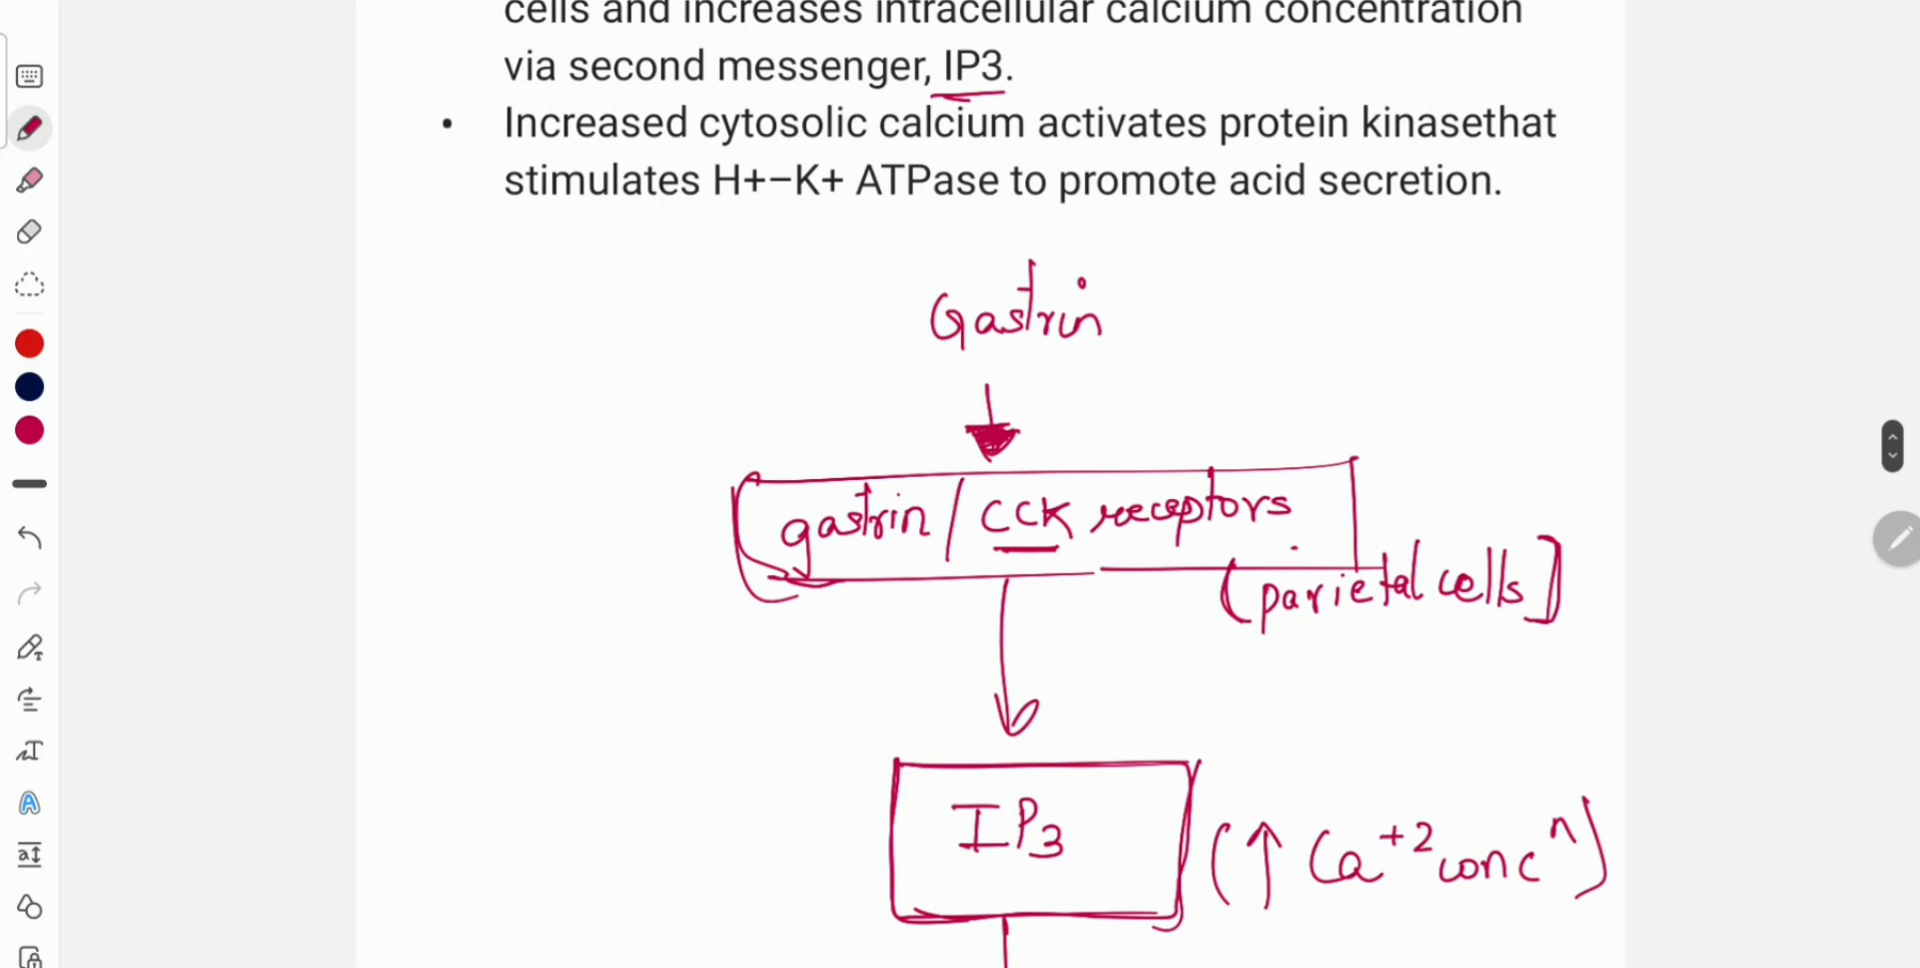 cells and increases intracellular calcium concentration
via second messenger, IP3.
• Increased cytosolic calcium activates protein kinasethat
stimulates H+−K+ ATPase to promote acid secretion.
Gastrin
gastrin / CCK receptors
(parietal cells]
IP3
(↑ Ca+2 concn)